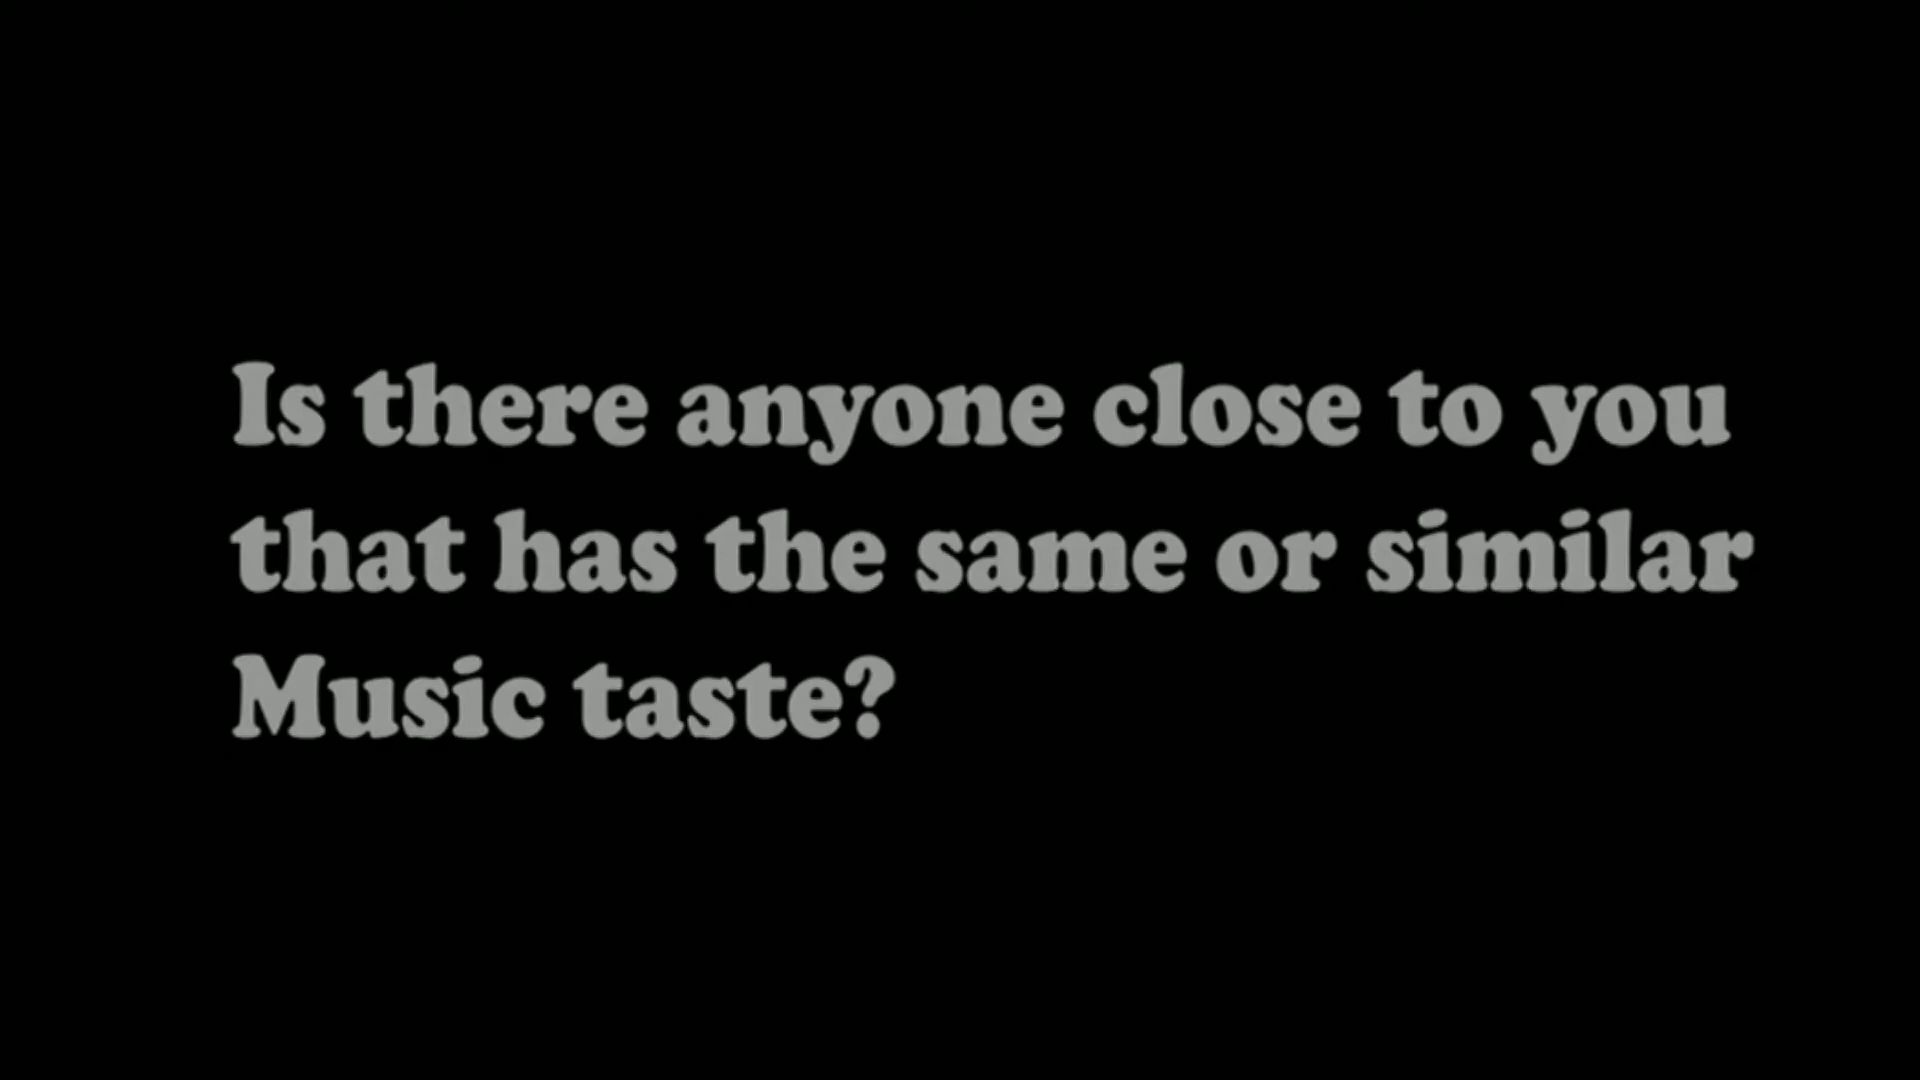 Is there anyone close to you
that has the same or similar
Music taste?